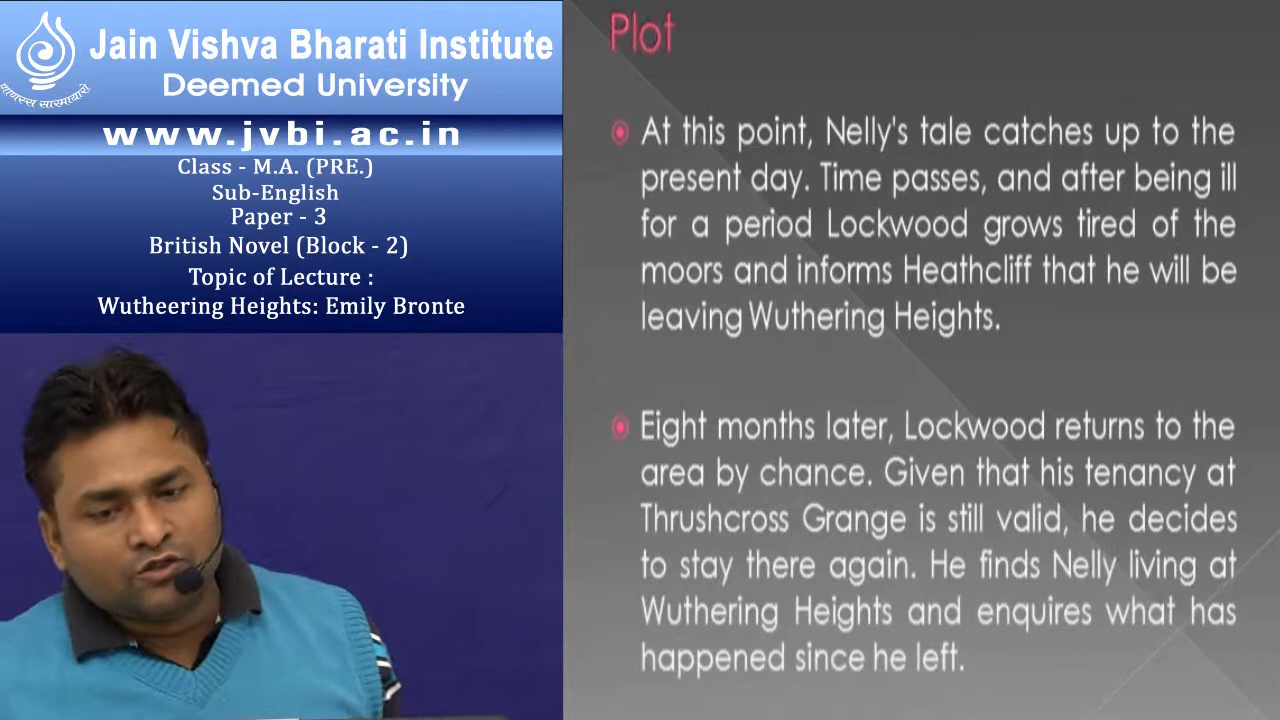 Jain Vishva Bharati Institute
Deemed University
णाणस्स सारमायारो
www.jvbi.ac.in
Class - M.A. (PRE.)
Sub-English
Paper - 3
British Novel (Block - 2)
Topic of Lecture :
Wutheering Heights: Emily Bronte
Plot
At this point, Nelly's tale catches up to the
present day. Time passes, and after being ill
for a period Lockwood grows tired of the
moors and informs Heathcliff that he will be
leaving Wuthering Heights.
Eight months later, Lockwood returns to the
area by chance. Given that his tenancy at
Thrushcross Grange is still valid, he decides
to stay there again. He finds Nelly living at
Wuthering Heights and enquires what has
happened since he left.